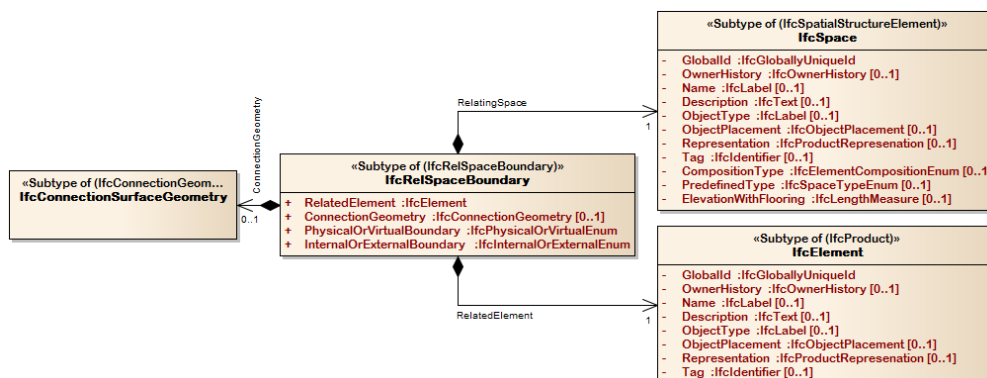 «Subtype of (IfcSpatialStructureElement)»
IfcSpace
- GlobalId :IfcGloballyUniqueId
- OwnerHistory :IfcOwnerHistory [0..1]
- Name :IfcLabel [0..1]
- Description :IfcText [0..1]
- ObjectType :IfcLabel [0..1]
- ObjectPlacement :IfcObjectPlacement [0..1]
- Representation :IfcProductRepresenation [0..1]
- Tag :IfcIdentifier [0..1]
- CompositionType :IfcElementCompositionEnum [0..1]
- PredefinedType :IfcSpaceTypeEnum [0..1]
- ElevationWithFlooring :IfcLengthMeasure [0..1]
RelatingSpace
1
«Subtype of (IfcConnectionGeom...
IfcConnectionSurfaceGeometry
ConnectionGeometry
0..1
«Subtype of (IfcRelSpaceBoundary)»
IfcRelSpaceBoundary
+ RelatedElement :IfcElement
+ ConnectionGeometry :IfcConnectionGeometry [0..1]
+ PhysicalOrVirtualBoundary :IfcPhysicalOrVirtualEnum
+ InternalOrExternalBoundary :IfcInternalOrExternalEnum
RelatedElement
1
«Subtype of (IfcProduct)»
IfcElement
- GlobalId :IfcGloballyUniqueId
- OwnerHistory :IfcOwnerHistory [0..1]
- Name :IfcLabel [0..1]
- Description :IfcText [0..1]
- ObjectType :IfcLabel [0..1]
- ObjectPlacement :IfcObjectPlacement [0..1]
- Representation :IfcProductRepresenation [0..1]
- Tag :IfcIdentifier [0..1]